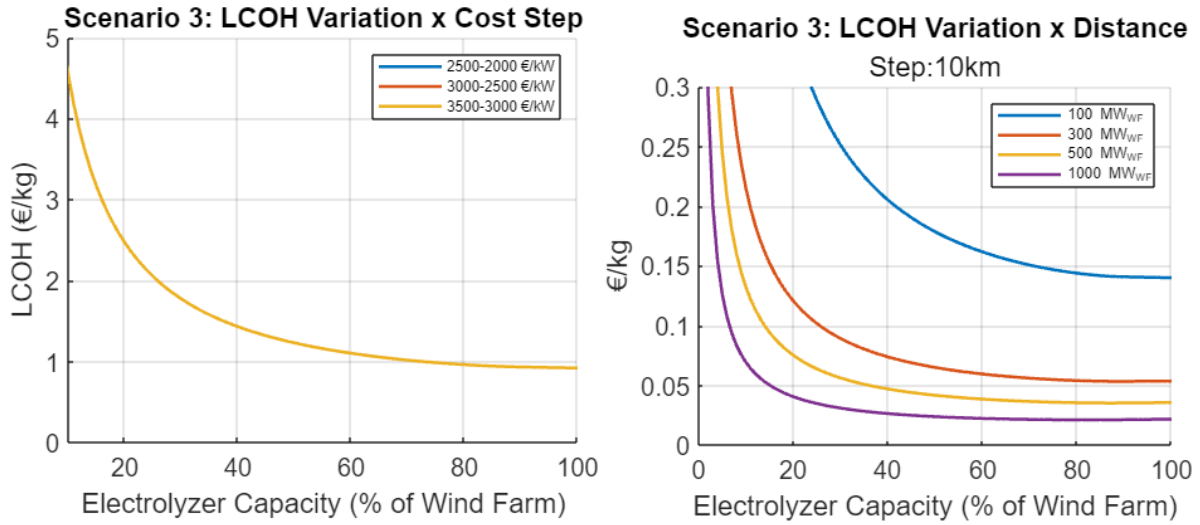 Scenario 3: LCOH Variation x Cost Step
5
4
3
2
1
0
LCOH (€/kg)
2500-2000 €/kW
3000-2500 €/kW
3500-3000 €/kW
20
40
60
80
100
Electrolyzer Capacity (% of Wind Farm)
Scenario 3: LCOH Variation x Distance
Step:10km
0.3
0.25
0.2
0.15
0.1
0.05
0
€/kg
100 MWWF
300 MWWF
500 MWWF
1000 MWWF
0
20
40
60
80
100
Electrolyzer Capacity (% of Wind Farm)